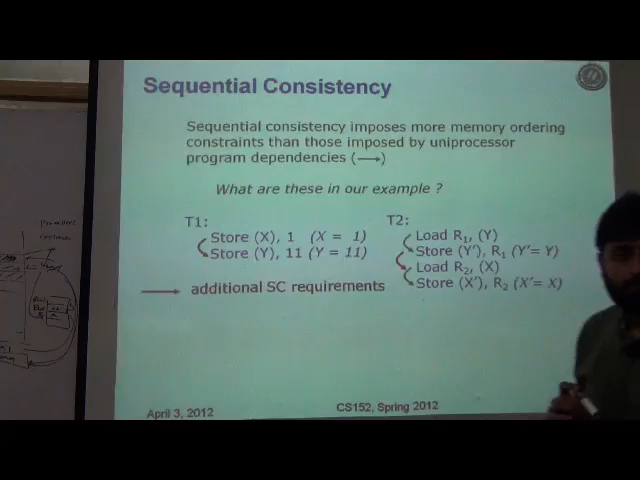 Sequential Consistency
Sequential consistency imposes more memory ordering
constraints than those imposed by uniprocessor
program dependencies (→)
What are these in our example ?
T1:
Store (X), 1 (X = 1)
Store (Y), 11 (Y = 11)
T2:
Load R1, (Y)
Store (Y'), R1 (Y'= Y)
Load R2, (X)
Store (X'), R2 (X'= X)
additional SC requirements
April 3, 2012
CS152, Spring 2012